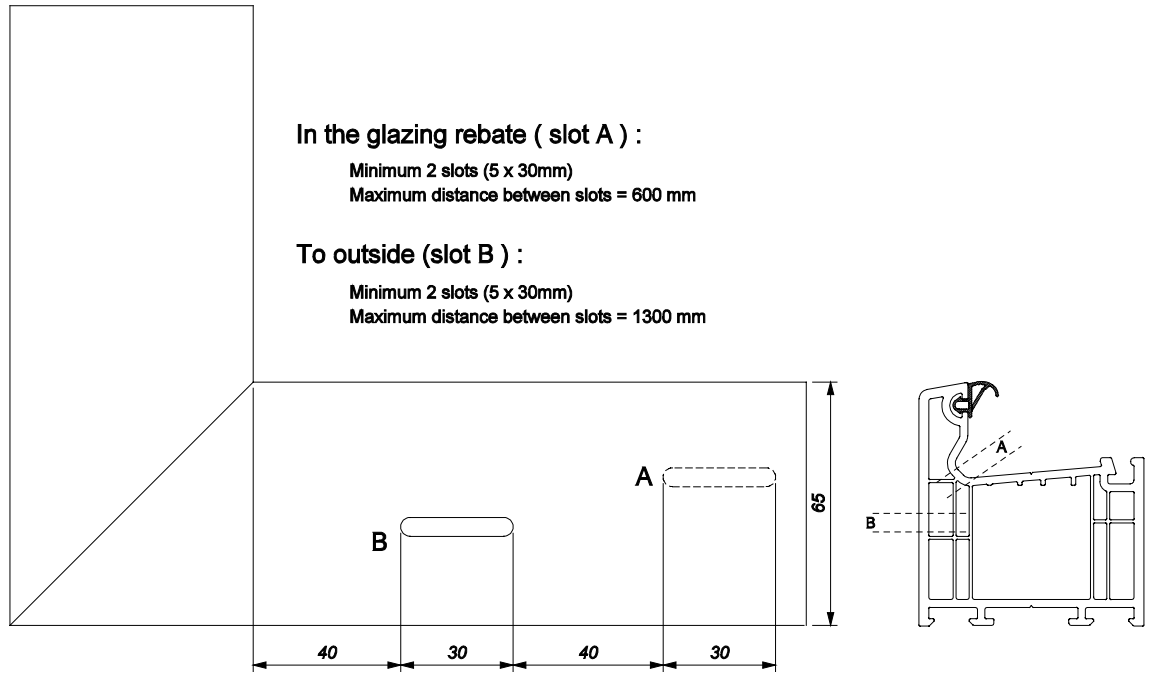 In the glazing rebate ( slot A ) :
Minimum 2 slots (5 x 30mm)
Maximum distance between slots = 600 mm
To outside (slot B ) :
Minimum 2 slots (5 x 30mm)
Maximum distance between slots = 1300 mm
A
B
65
40
30
40
30
A
B